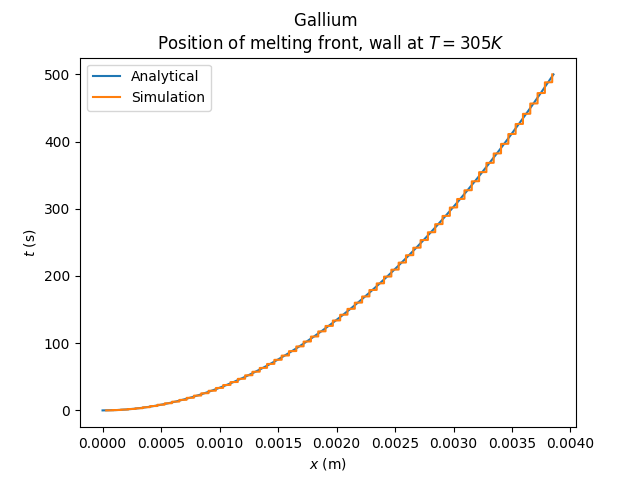 Gallium
Position of melting front, wall at T = 305K
Analytical
Simulation
500
400
300
200
100
0
t (s)
0.0000 0.0005 0.0010 0.0015 0.0020 0.0025 0.0030 0.0035 0.0040
x (m)